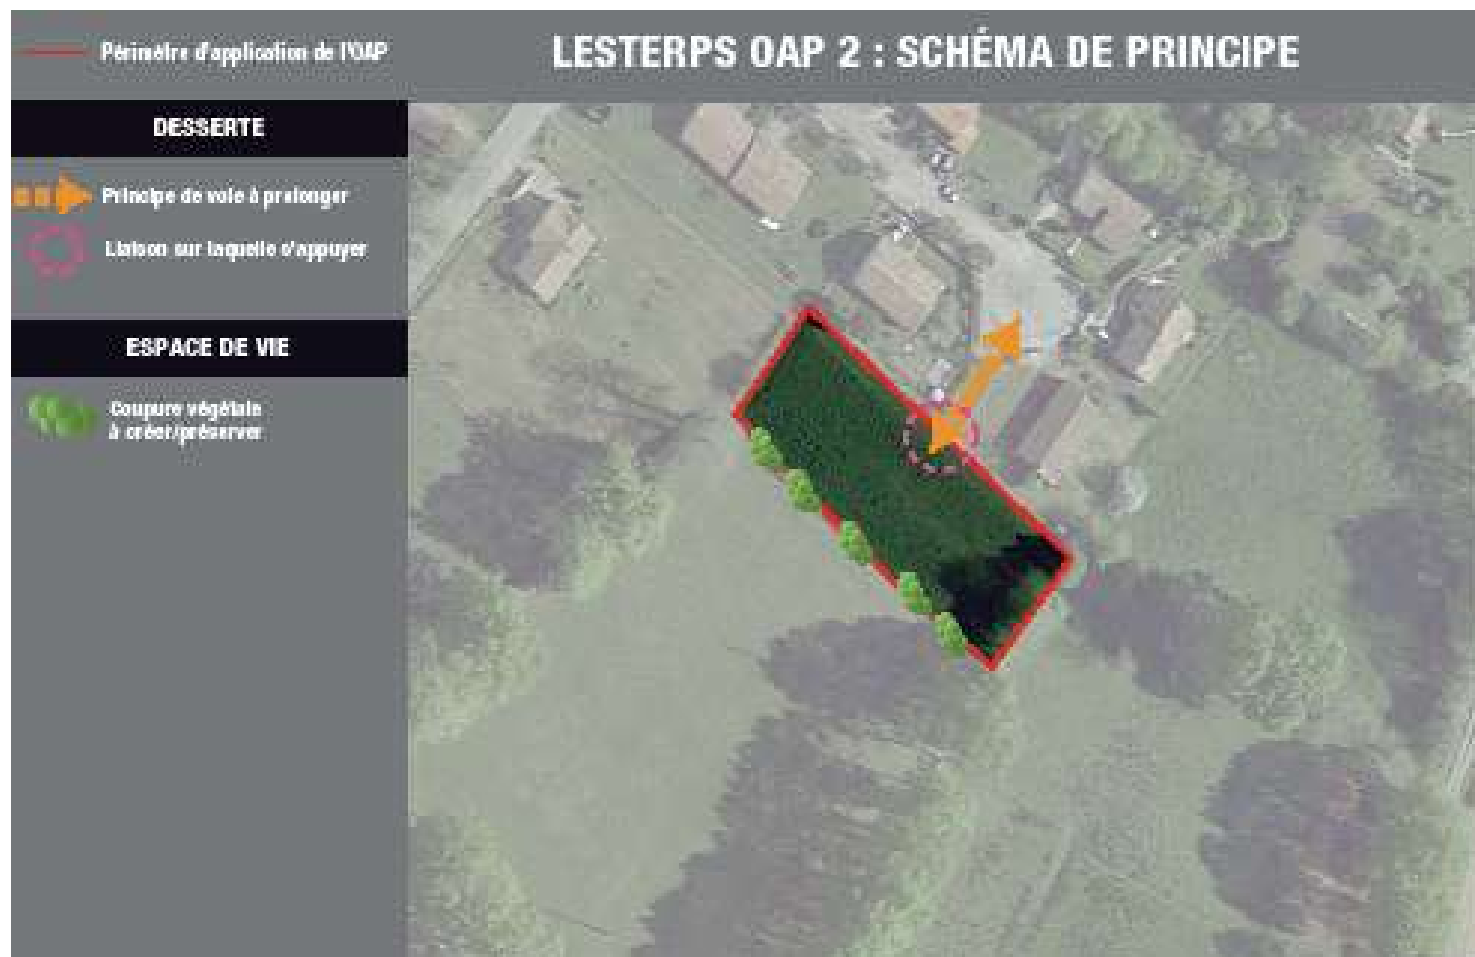 Périmètre d'application de l'OAP
LESTERPS OAP 2 : SCHÉMA DE PRINCIPE
DESSERTE
Principe de voie à prolonger
Liaison sur laquelle s'appuyer
ESPACE DE VIE
Coupure végétale
à créer/préserver